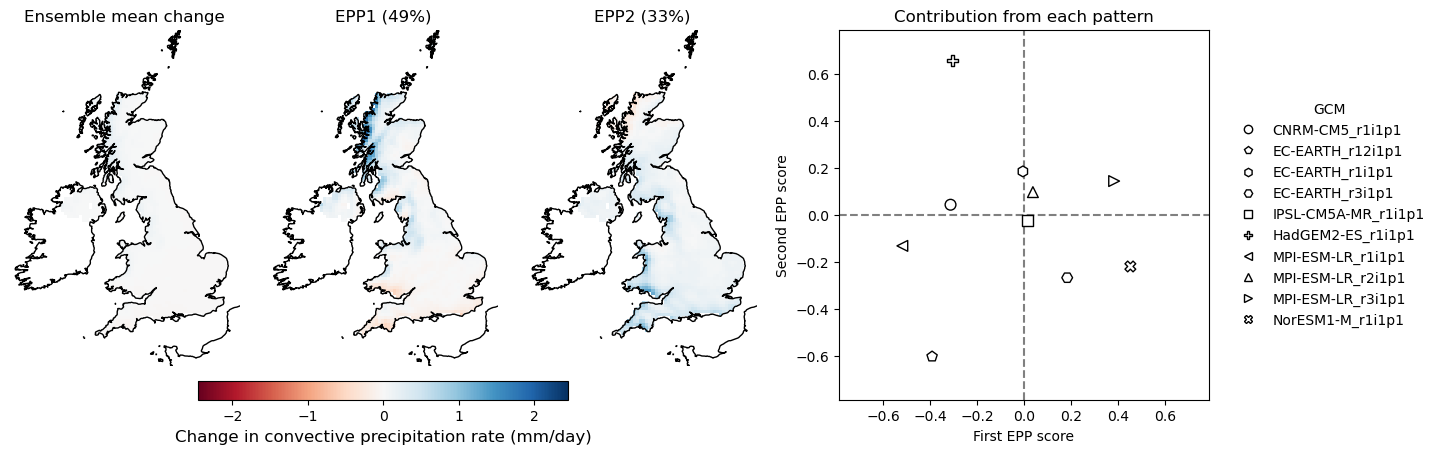 Ensemble mean change
EPP1 (49%)
EPP2 (33%)
−2 −1 0 1 2
Change in convective precipitation rate (mm/day)
Contribution from each pattern
Second EPP score
0.6
0.4
0.2
0.0
−0.2
−0.4
−0.6
−0.6 −0.4 −0.2 0.0 0.2 0.4 0.6
First EPP score
GCM
CNRM-CM5_r1i1p1
EC-EARTH_r12i1p1
EC-EARTH_r1i1p1
EC-EARTH_r3i1p1
IPSL-CM5A-MR_r1i1p1
HadGEM2-ES_r1i1p1
MPI-ESM-LR_r1i1p1
MPI-ESM-LR_r2i1p1
MPI-ESM-LR_r3i1p1
NorESM1-M_r1i1p1